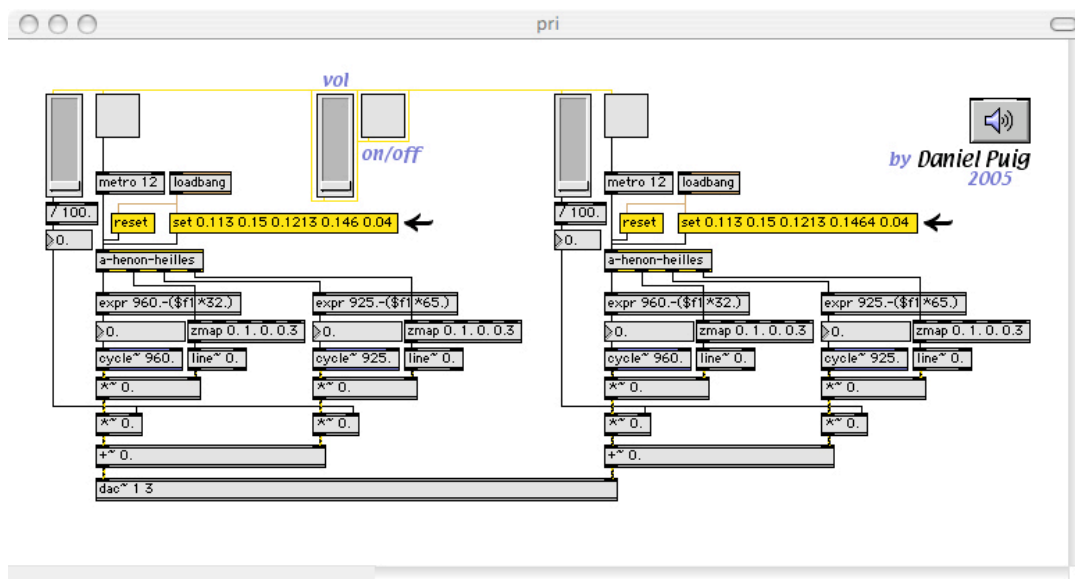 pri
vol
on/off
by Daniel Puig
2005
metro 12 loadbang
metro 12 loadbang
/ 100. reset set 0.113 0.15 0.1213 0.146 0.04
/ 100. reset set 0.113 0.15 0.1213 0.1464 0.04
0.
0.
a-henon-heilles
a-henon-heilles
expr 960.-($f1*32.) expr 925.-($f1*65.)
expr 960.-($f1*32.) expr 925.-($f1*65.)
0. zmap 0. 1. 0. 0.3 0. zmap 0. 1. 0. 0.3
0. zmap 0. 1. 0. 0.3 0. zmap 0. 1. 0. 0.3
cycle~ 960. line~ 0. cycle~ 925. line~ 0.
cycle~ 960. line~ 0. cycle~ 925. line~ 0.
*~ 0. *~ 0.
*~ 0. *~ 0.
*~ 0. *~ 0.
*~ 0. *~ 0.
+~ 0.
+~ 0.
dac~ 1 3